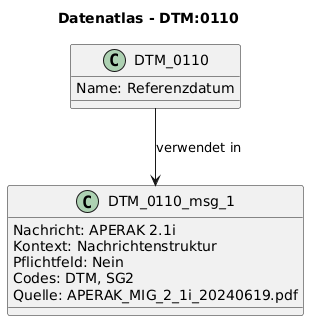 Datenatlas - DTM:0110
C DTM_0110
Name: Referenzdatum
verwendet in
C DTM_0110_msg_1
Nachricht: APERAK 2.1i
Kontext: Nachrichtenstruktur
Pflichtfeld: Nein
Codes: DTM, SG2
Quelle: APERAK_MIG_2_1i_20240619.pdf